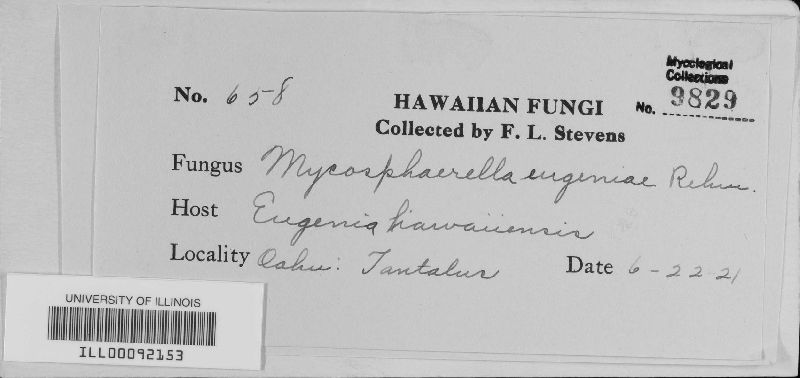 Mycological
Collections
No. 9829
No. 658
HAWAIIAN FUNGI
Collected by F. L. Stevens
Fungus Mycosphaerella eugeniae Rehm.
Host Eugenia hawaiiensis
Locality Oahu: Tantalus Date 6-22-21
UNIVERSITY OF ILLINOIS
ILL00092153